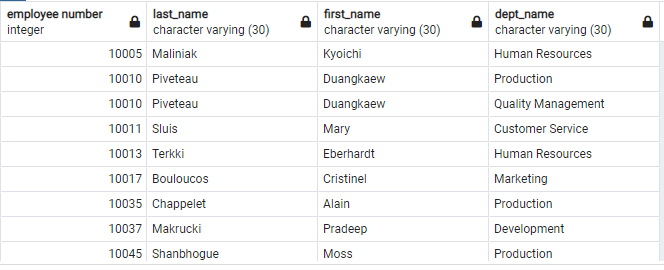 employee number last_name first_name dept_name
integer character varying (30) character varying (30) character varying (30)
10005 Maliniak Kyoichi Human Resources
10010 Piveteau Duangkaew Production
10010 Piveteau Duangkaew Quality Management
10011 Sluis Mary Customer Service
10013 Terkki Eberhardt Human Resources
10017 Bouloucos Cristinel Marketing
10035 Chappelet Alain Production
10037 Makrucki Pradeep Development
10045 Shanbhogue Moss Production